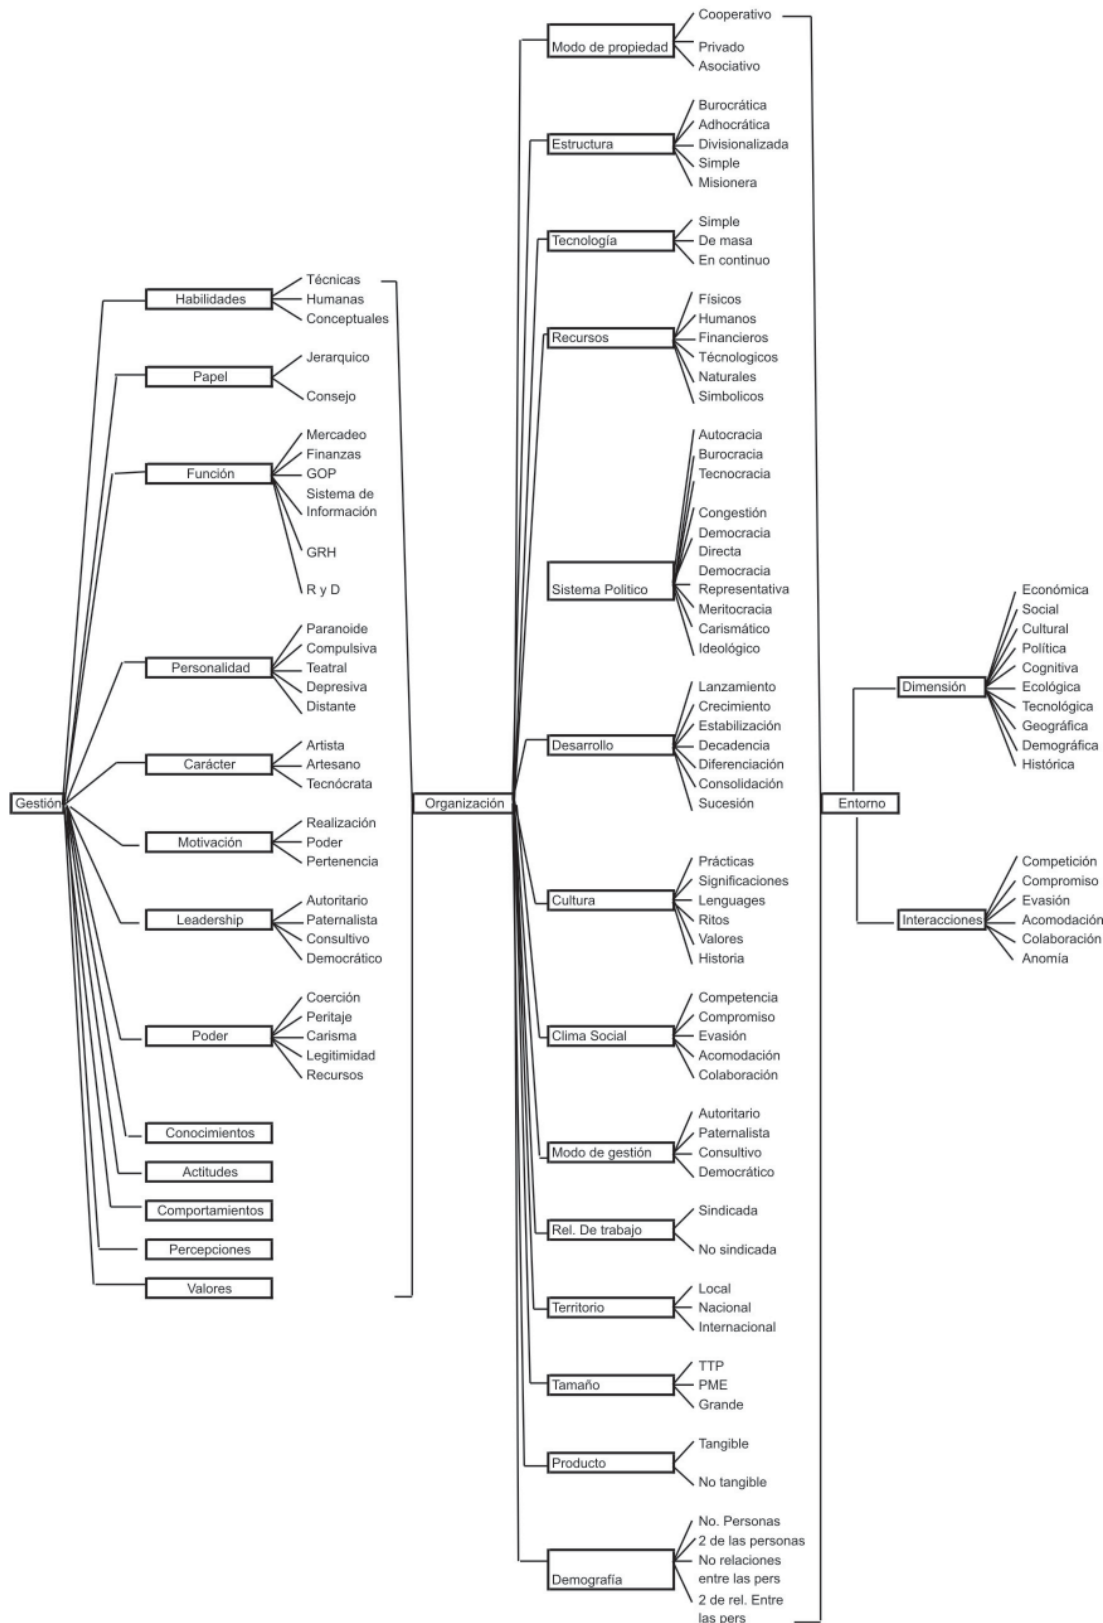 Gestión
Habilidades
Técnicas
Humanas
Conceptuales
Papel
Jerarquico
Consejo
Función
Mercadeo
Finanzas
GOP
Sistema de
Información
GRH
R y D
Personalidad
Paranoide
Compulsiva
Teatral
Depresiva
Distante
Carácter
Artista
Artesano
Tecnócrata
Motivación
Realización
Poder
Pertenencia
Leadership
Autoritario
Paternalista
Consultivo
Democrático
Poder
Coerción
Peritaje
Carisma
Legitimidad
Recursos
Conocimientos
Actitudes
Comportamientos
Percepciones
Valores
Organización
Modo de propiedad
Cooperativo
Privado
Asociativo
Estructura
Burocrática
Adhocrática
Divisionalizada
Simple
Misionera
Tecnología
Simple
De masa
En continuo
Recursos
Físicos
Humanos
Financieros
Técnologicos
Naturales
Simbolicos
Sistema Politico
Autocracia
Burocracia
Tecnocracia
Congestión
Democracia
Directa
Democracia
Representativa
Meritocracia
Carismático
Ideológico
Desarrollo
Lanzamiento
Crecimiento
Estabilización
Decadencia
Diferenciación
Consolidación
Sucesión
Cultura
Prácticas
Significaciones
Lenguages
Ritos
Valores
Historia
Clima Social
Competencia
Compromiso
Evasión
Acomodación
Colaboración
Modo de gestión
Autoritario
Paternalista
Consultivo
Democrático
Rel. De trabajo
Sindicada
No sindicada
Territorio
Local
Nacional
Internacional
Tamaño
TTP
PME
Grande
Producto
Tangible
No tangible
Demografía
No. Personas
2 de las personas
No relaciones
entre las pers
2 de rel. Entre
las pers
Entorno
Dimensión
Económica
Social
Cultural
Política
Cognitiva
Ecológica
Tecnológica
Geográfica
Demográfica
Histórica
Interacciones
Competición
Compromiso
Evasión
Acomodación
Colaboración
Anomía